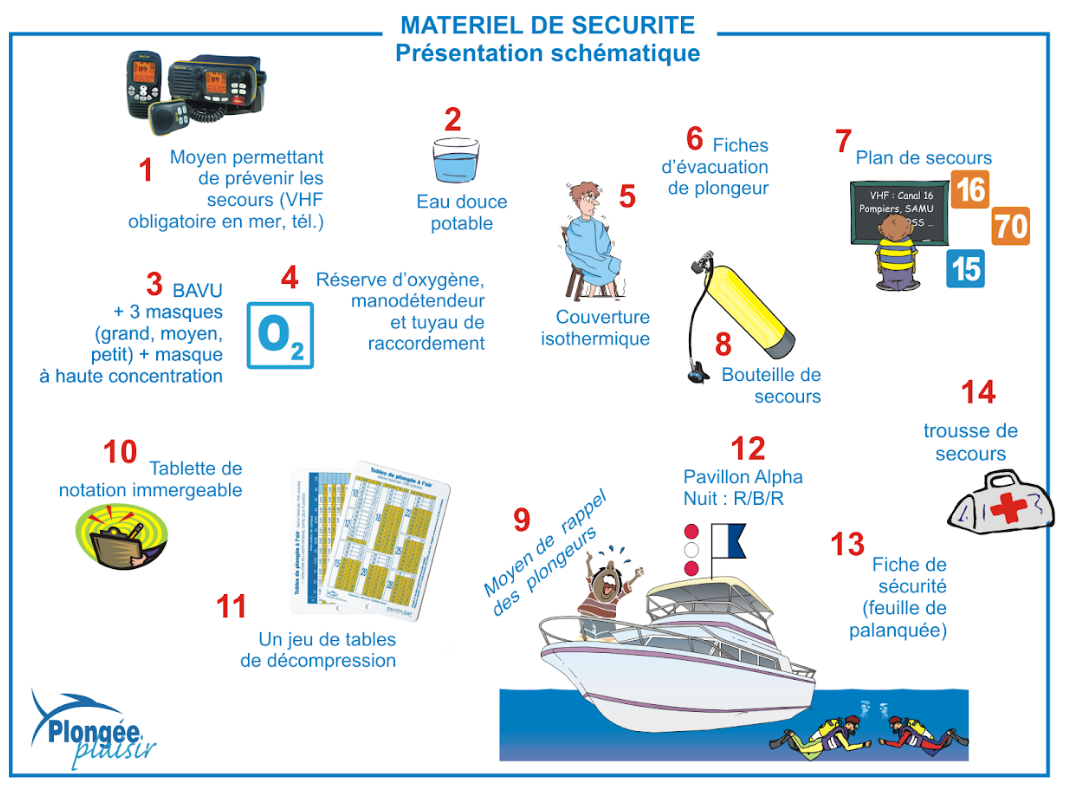 MATERIEL DE SECURITE
Présentation schématique
1
Moyen permettant
de prévenir les
secours (VHF
obligatoire en mer, tél.)
2
Eau douce
potable
3
BAVU
+ 3 masques
(grand, moyen,
petit) + masque
à haute concentration
4
Réserve d'oxygène,
manodétendeur
et tuyau de
raccordement
O2
5
Couverture
isothermique
6
Fiches
d'évacuation
de plongeur
7
Plan de secours
VHF : Canal 16
Pompiers, SAMU
OSS ...
16
70
15
8
Bouteille de
secours
9
Moyen de rappel
des plongeurs
10
Tablette de
notation immergeable
11
Un jeu de tables
de décompression
Tables de plongée à l'air
Tables de plongée à l'air
12
Pavillon Alpha
Nuit : R/B/R
13
Fiche de
sécurité
(feuille de
palanquée)
14
trousse de
secours
Plongée
plaisir